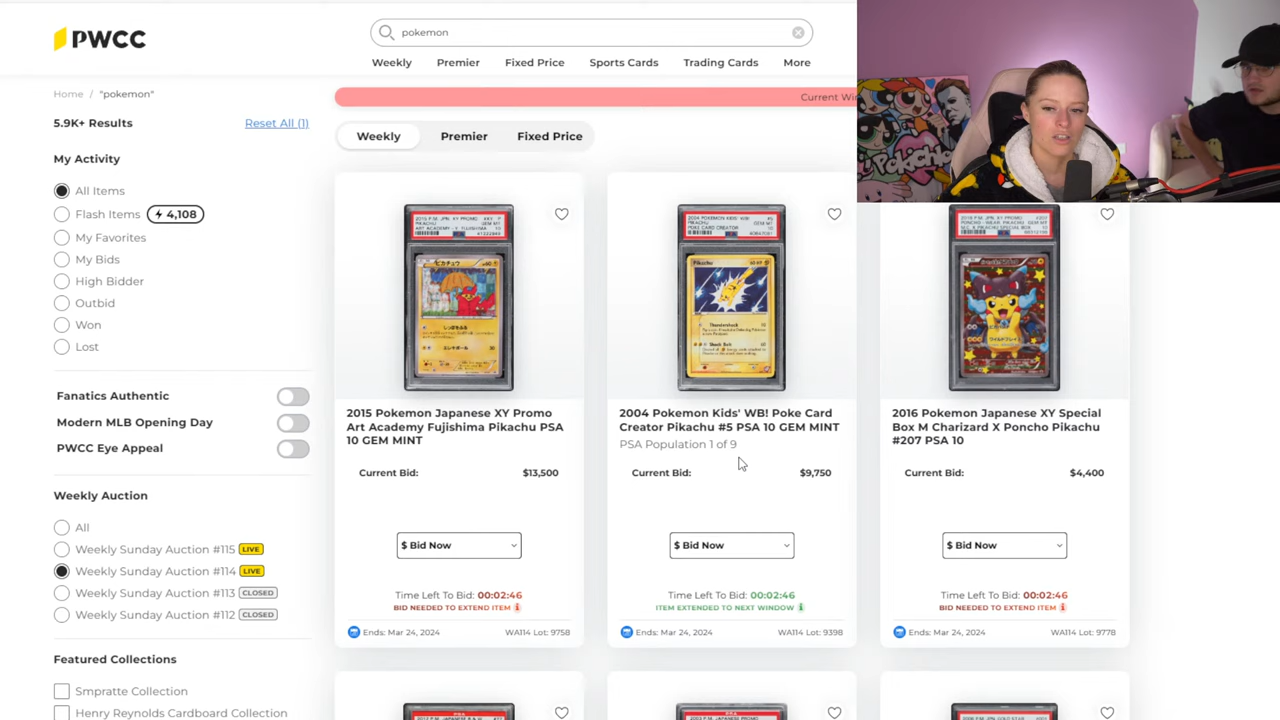 PWCC
pokemon
Weekly Premier Fixed Price Sports Cards Trading Cards More
Home / "pokemon"
Current Wi
5.9K+ Results Reset All (1)
Weekly Premier Fixed Price
My Activity
All Items
Flash Items 4,108
My Favorites
My Bids
High Bidder
Outbid
Won
Lost
Fanatics Authentic
Modern MLB Opening Day
PWCC Eye Appeal
Weekly Auction
All
Weekly Sunday Auction #115 LIVE
Weekly Sunday Auction #114 LIVE
Weekly Sunday Auction #113 CLOSED
Weekly Sunday Auction #112 CLOSED
Featured Collections
Smpratte Collection
Henry Reynolds Cardboard Collection
2015 Pokemon Japanese XY Promo
Art Academy Fujishima Pikachu PSA
10 GEM MINT
Current Bid: $13,500
$ Bid Now
Time Left To Bid: 00:02:46
BID NEEDED TO EXTEND ITEM
Ends: Mar 24, 2024 WA114 Lot: 9758
Pikachu
2004 Pokemon Kids' WB! Poke Card
Creator Pikachu #5 PSA 10 GEM MINT
PSA Population 1 of 9
Current Bid: $9,750
$ Bid Now
Time Left To Bid: 00:02:46
ITEM EXTENDED TO NEXT WINDOW
Ends: Mar 24, 2024 WA114 Lot: 9398
2016 Pokemon Japanese XY Special
Box M Charizard X Poncho Pikachu
#207 PSA 10
Current Bid: $4,400
$ Bid Now
Time Left To Bid: 00:02:46
BID NEEDED TO EXTEND ITEM
Ends: Mar 24, 2024 WA114 Lot: 9778